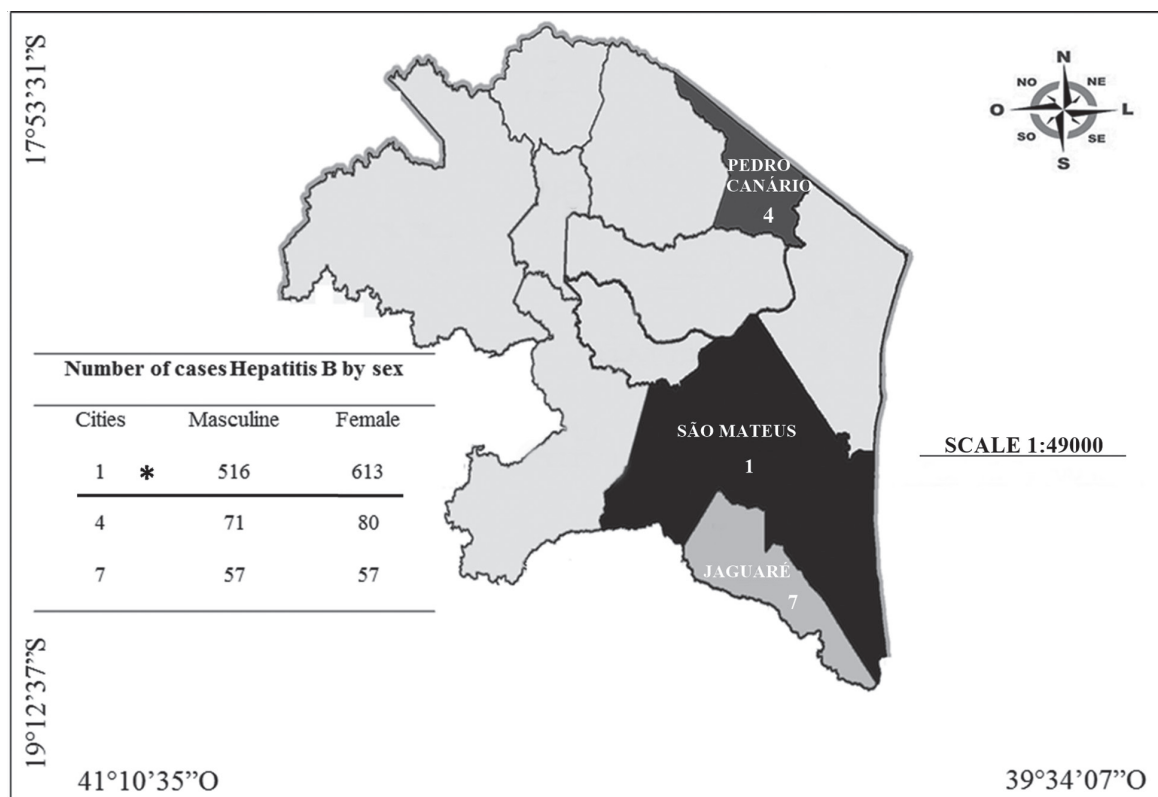 17°53'31”S
N
NO NE
O L
SO SE
S
PEDRO
CANÁRIO
4
Number of cases Hepatitis B by sex
Cities Masculine Female
1 * 516 613
4 71 80
7 57 57
SÃO MATEUS
1
SCALE 1:49000
JAGUARÉ
7
19°12'37”S
41°10'35”O
39°34'07”O